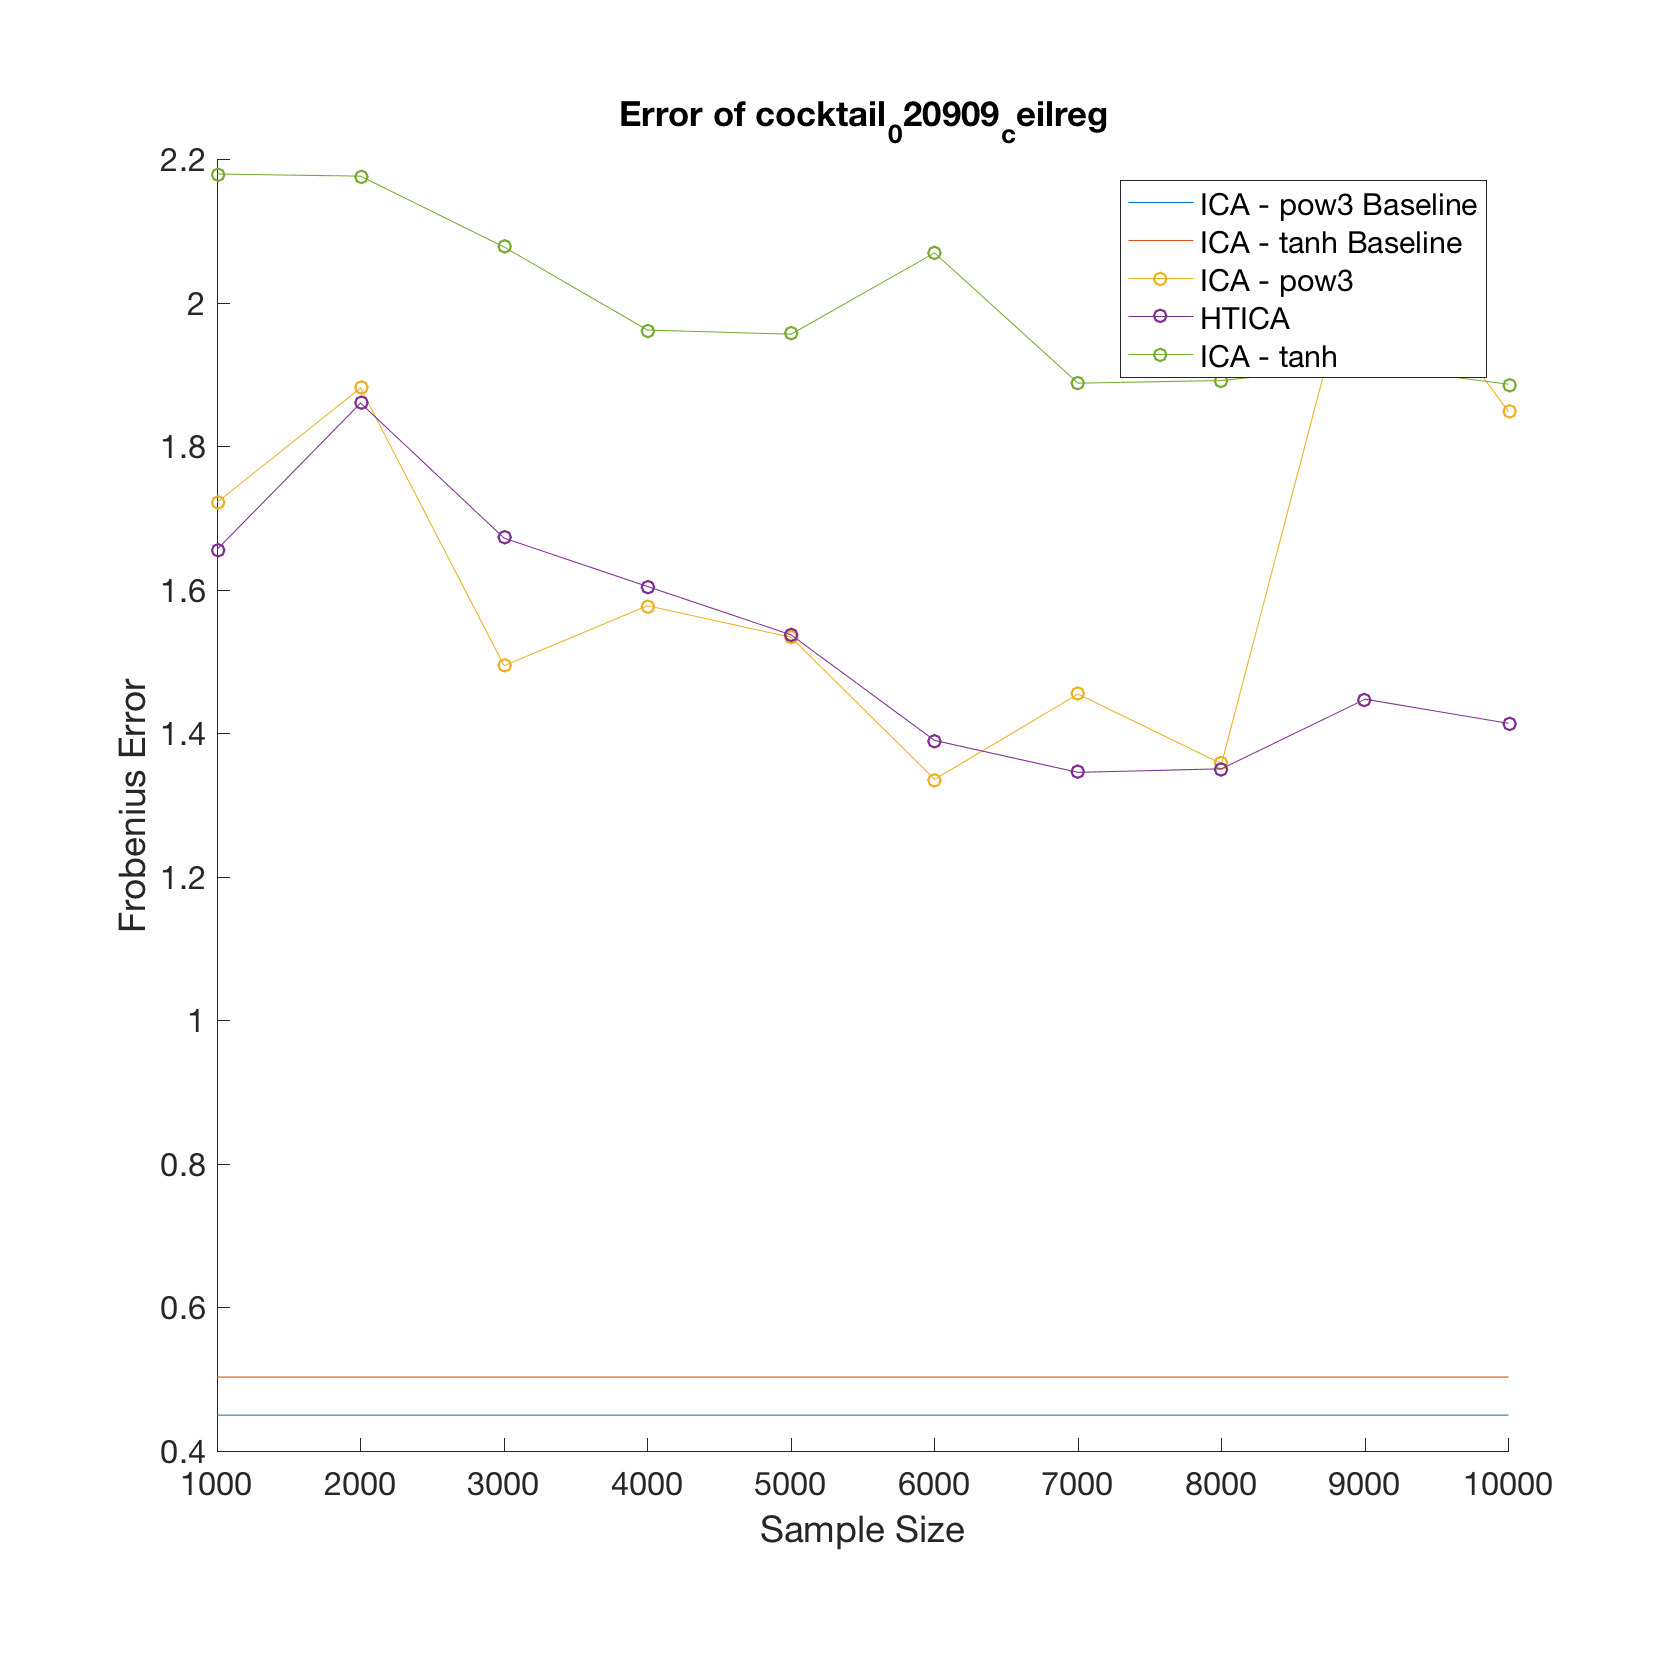 Error of cocktail_020909_ceilreg
2.2
2
1.8
1.6
1.4
1.2
1
0.8
0.6
0.4
Frobenius Error
ICA - pow3 Baseline
ICA - tanh Baseline
ICA - pow3
HTICA
ICA - tanh
1000 2000 3000 4000 5000 6000 7000 8000 9000 10000
Sample Size